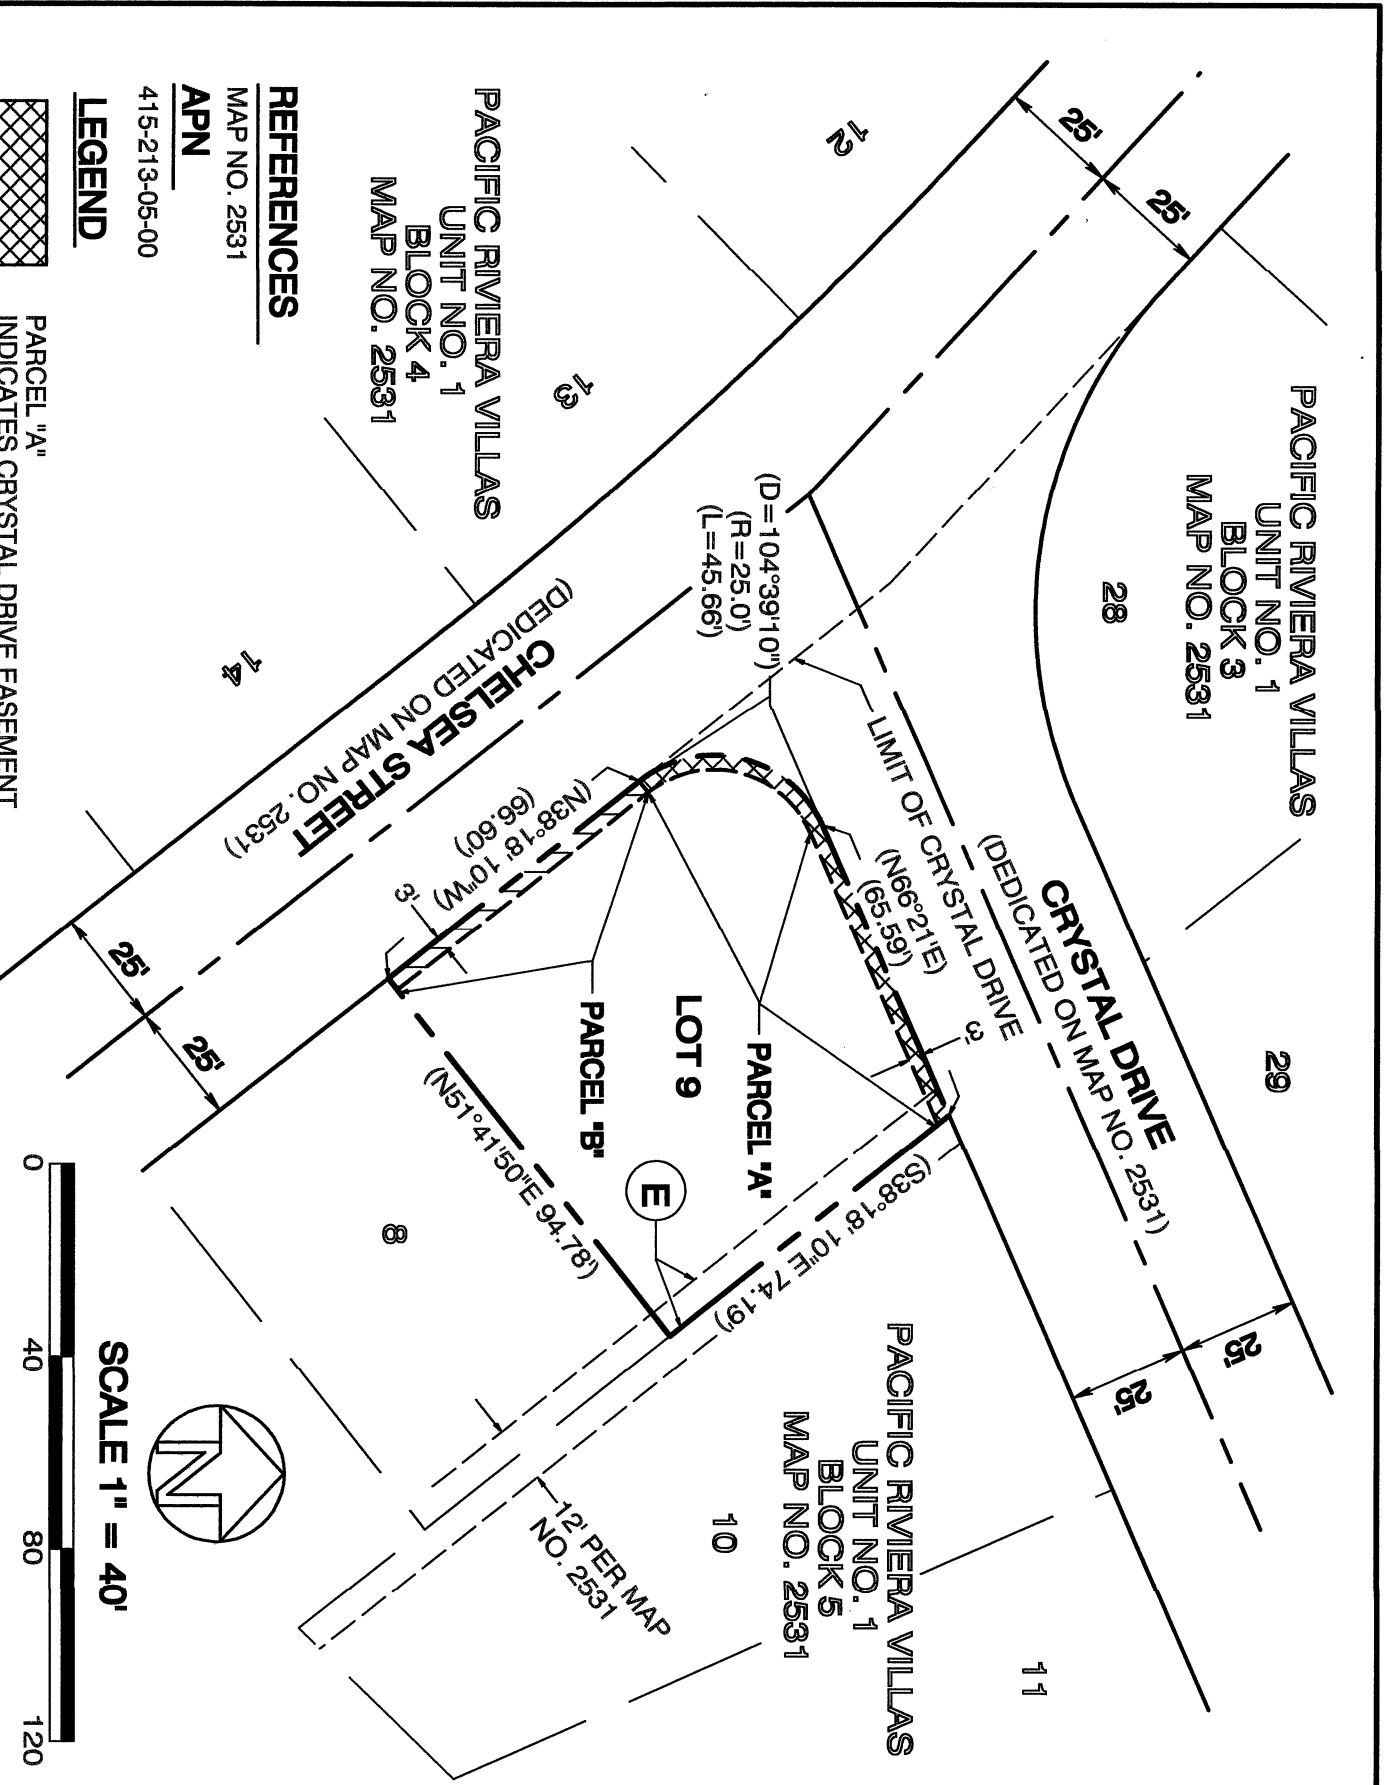 PACIFIC RIVIERA VILLAS
UNIT NO. 1
BLOCK 3
MAP NO. 2531
28
29
25'
25'
12
13
14
PACIFIC RIVIERA VILLAS
UNIT NO. 1
BLOCK 4
MAP NO. 2531
REFERENCES
MAP NO. 2531
APN
415-213-05-00
LEGEND
PARCEL "A"
INDICATES CRYSTAL DRIVE EASEMENT
CRYSTAL DRIVE
(DEDICATED ON MAP NO. 2531)
LIMIT OF CRYSTAL DRIVE
(N66°21'E)
(65.59')
3'
(D=104°39'10")
(R=25.0')
(L=45.66')
CHELSEA STREET
(DEDICATED ON MAP NO. 2531)
(N38°18' 10"W)
(66.60')
3'
PARCEL "A"
LOT 9
PARCEL "B"
(S38°18' 10"E 74.19')
(N51°41'50"E 94.78')
E
25'
25'
25'
25'
8
PACIFIC RIVIERA VILLAS
UNIT NO. 1
BLOCK 5
MAP NO. 2531
10
11
12' PER MAP
NO. 2531
N
SCALE 1" = 40'
0 40 80 120